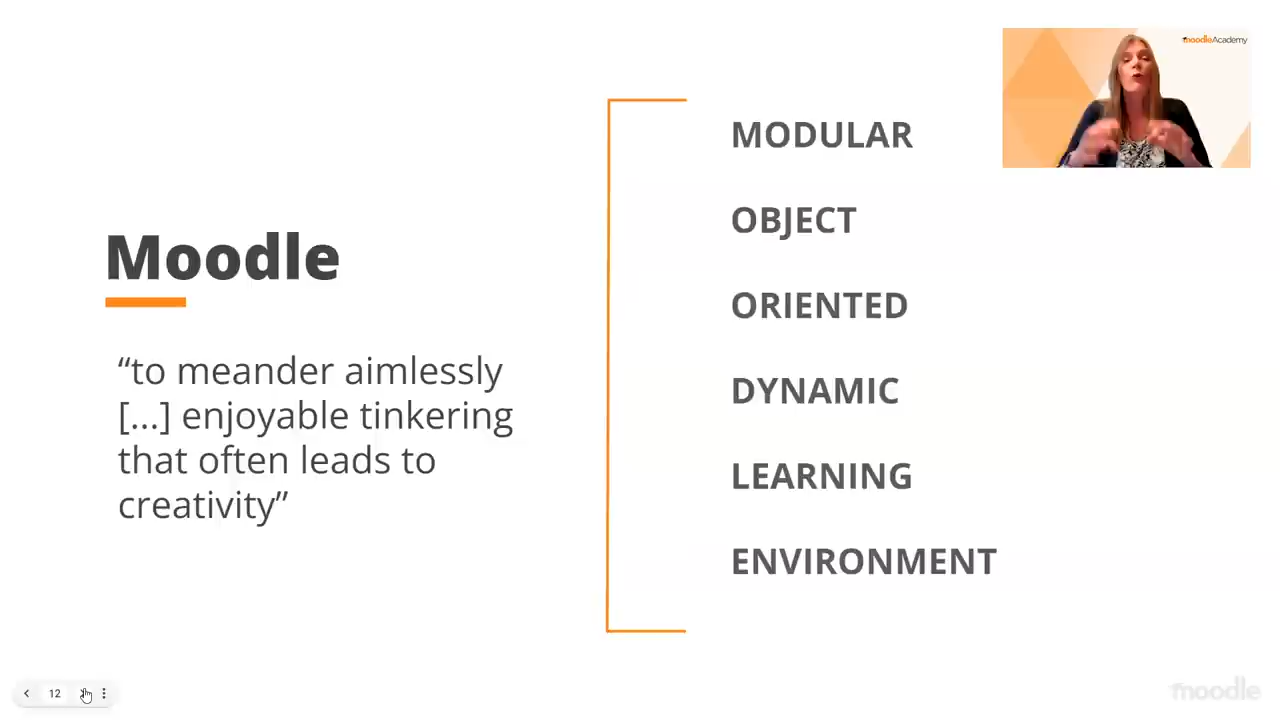 moodleAcademy
Moodle
“to meander aimlessly
[...] enjoyable tinkering
that often leads to
creativity”
MODULAR
OBJECT
ORIENTED
DYNAMIC
LEARNING
ENVIRONMENT
12
moodle